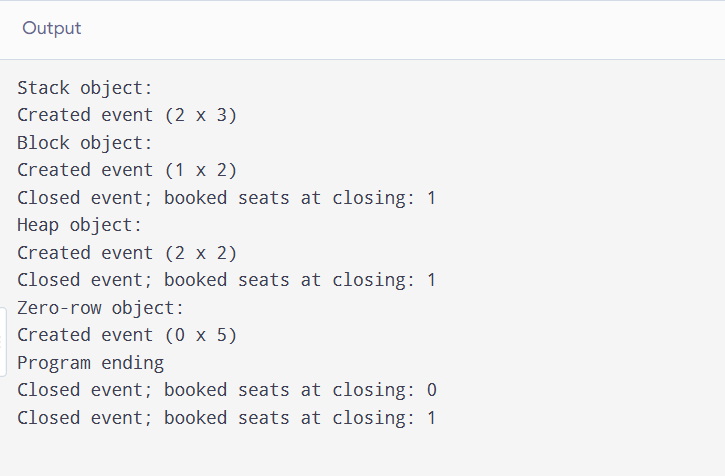 Output
Stack object:
Created event (2 x 3)
Block object:
Created event (1 x 2)
Closed event; booked seats at closing: 1
Heap object:
Created event (2 x 2)
Closed event; booked seats at closing: 1
Zero-row object:
Created event (0 x 5)
Program ending
Closed event; booked seats at closing: 0
Closed event; booked seats at closing: 1